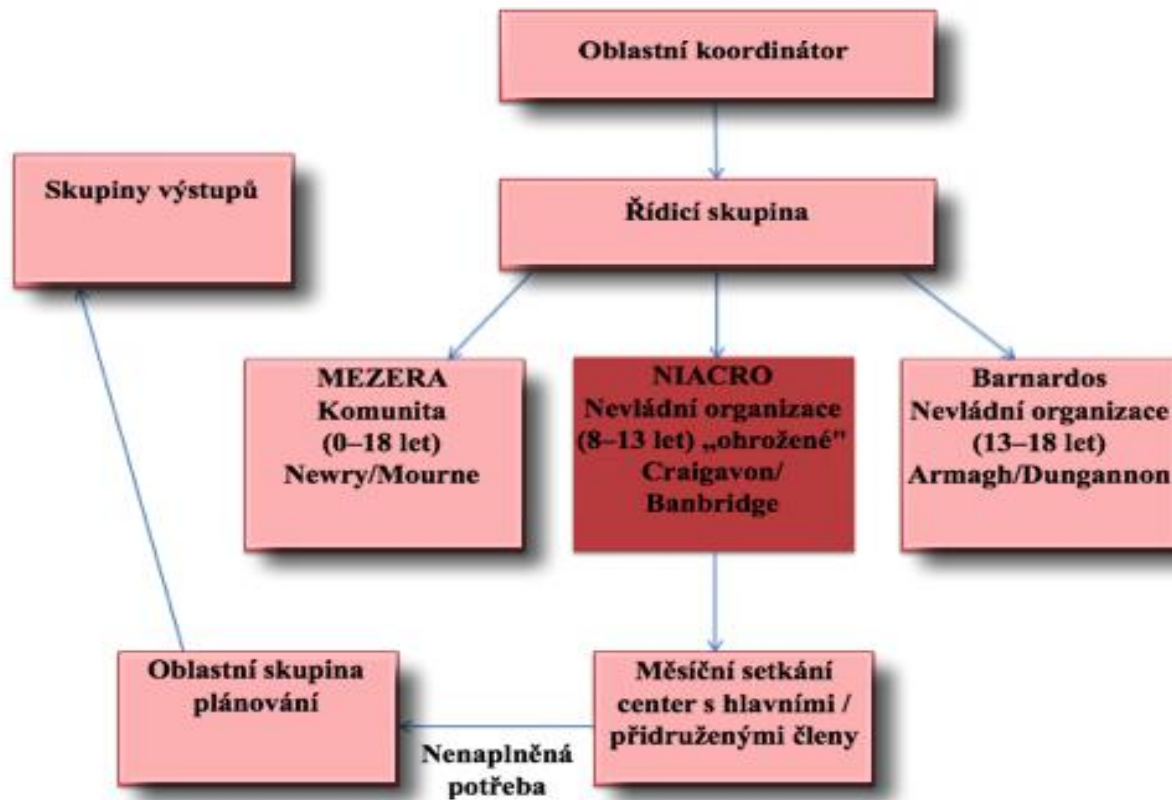 Oblastní koordinátor
Skupiny výstupů
Řídicí skupina
MEZERA
Komunita
(0–18 let)
Newry/Mourne
NIACRO
Nevládní organizace
(8–13 let) „ohrožené"
Craigavon/
Banbridge
Barnardos
Nevládní organizace
(13–18 let)
Armagh/Dungannon
Oblastní skupina
plánování
Měsíční setkání
center s hlavními /
přidruženými členy
Nenaplněná
potřeba